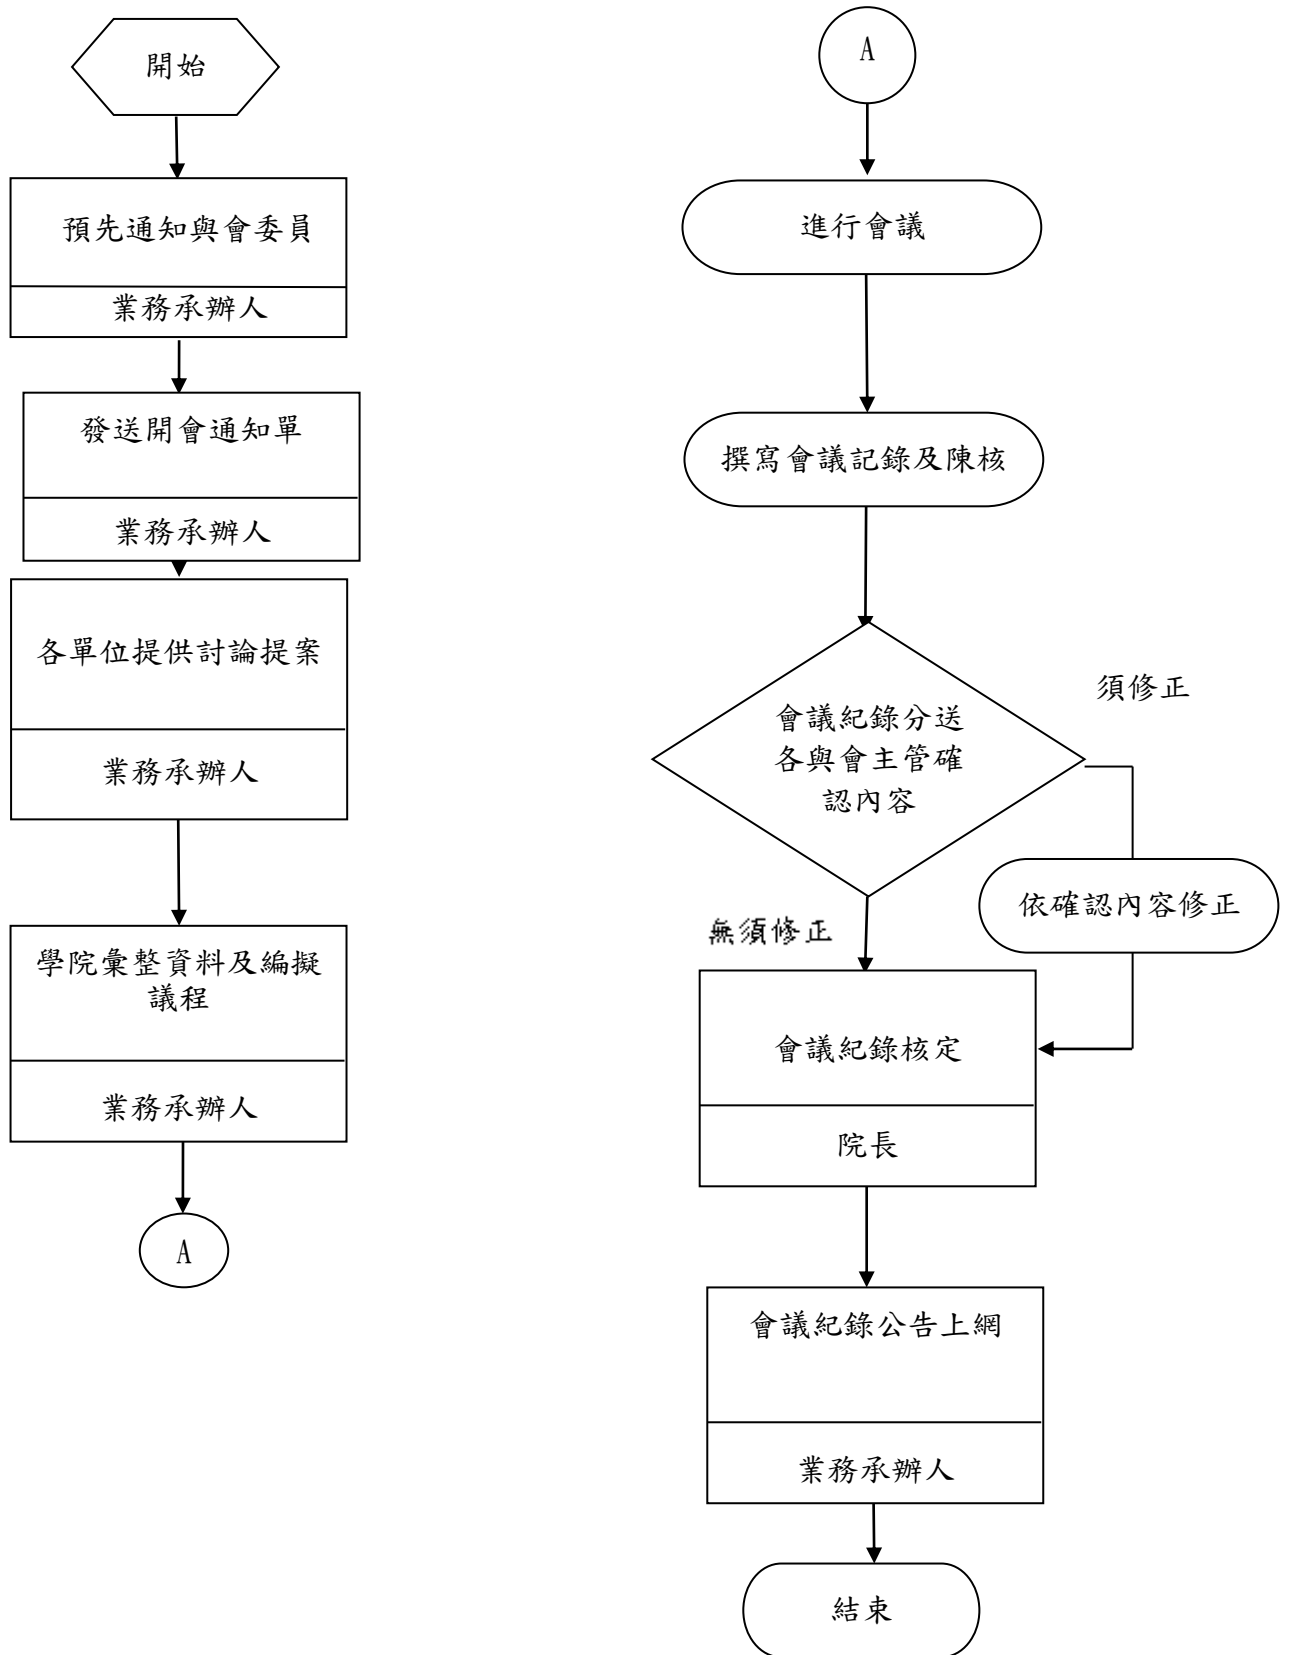 開始
預先通知與會委員
業務承辦人
發送開會通知單
業務承辦人
各單位提供討論提案
業務承辦人
學院彙整資料及編擬
議程
業務承辦人
A
A
進行會議
撰寫會議記錄及陳核
會議紀錄分送
各與會主管確
認內容
須修正
依確認內容修正
無須修正
會議紀錄核定
院長
會議紀錄公告上網
業務承辦人
結束